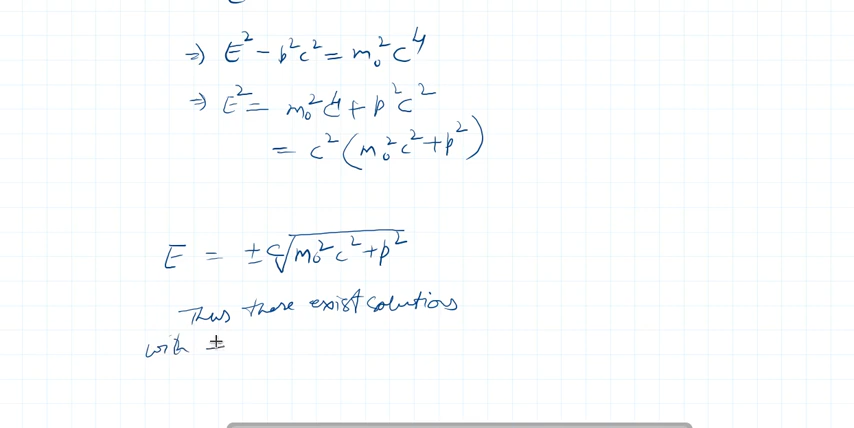 ⇒ E² - p²c² = m₀²c⁴
⇒ E² = m₀²c⁴ + p²c²
= c²(m₀²c² + p²)
E = ± c√(m₀²c² + p²)
Thus there exist solutions
with ±